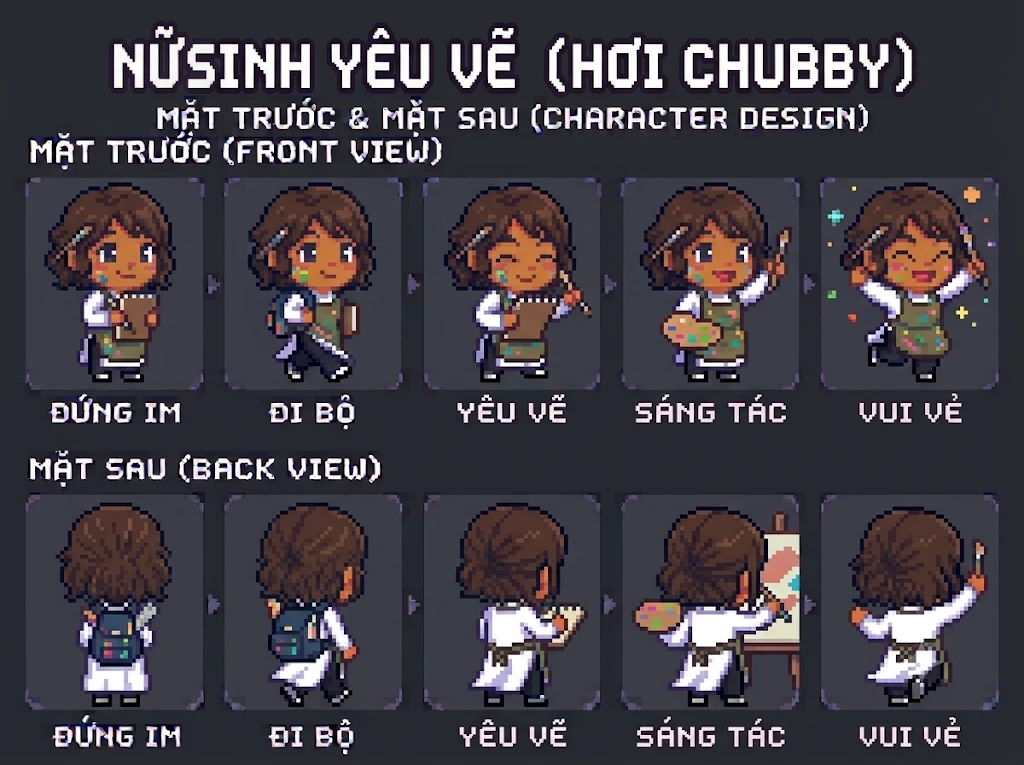 NỮSINH YÊU VẼ (HƠI CHUBBY)
MẶT TRƯỚC & MẶT SAU (CHARACTER DESIGN)
MẶT TRƯỚC (FRONT VIEW)
ĐỨNG IM ĐI BỘ YÊU VẼ SÁNG TÁC VUI VẺ
MẶT SAU (BACK VIEW)
ĐỨNG IM ĐI BỘ YÊU VẼ SÁNG TÁC VUI VẺ